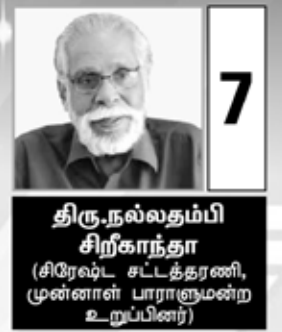 7
திரு.நல்லதம்பி
சிறீகாந்தா
(சிரேஷ்ட சட்டத்தரணி,
முன்னாள் பாராளுமன்ற
உறுப்பினர்)